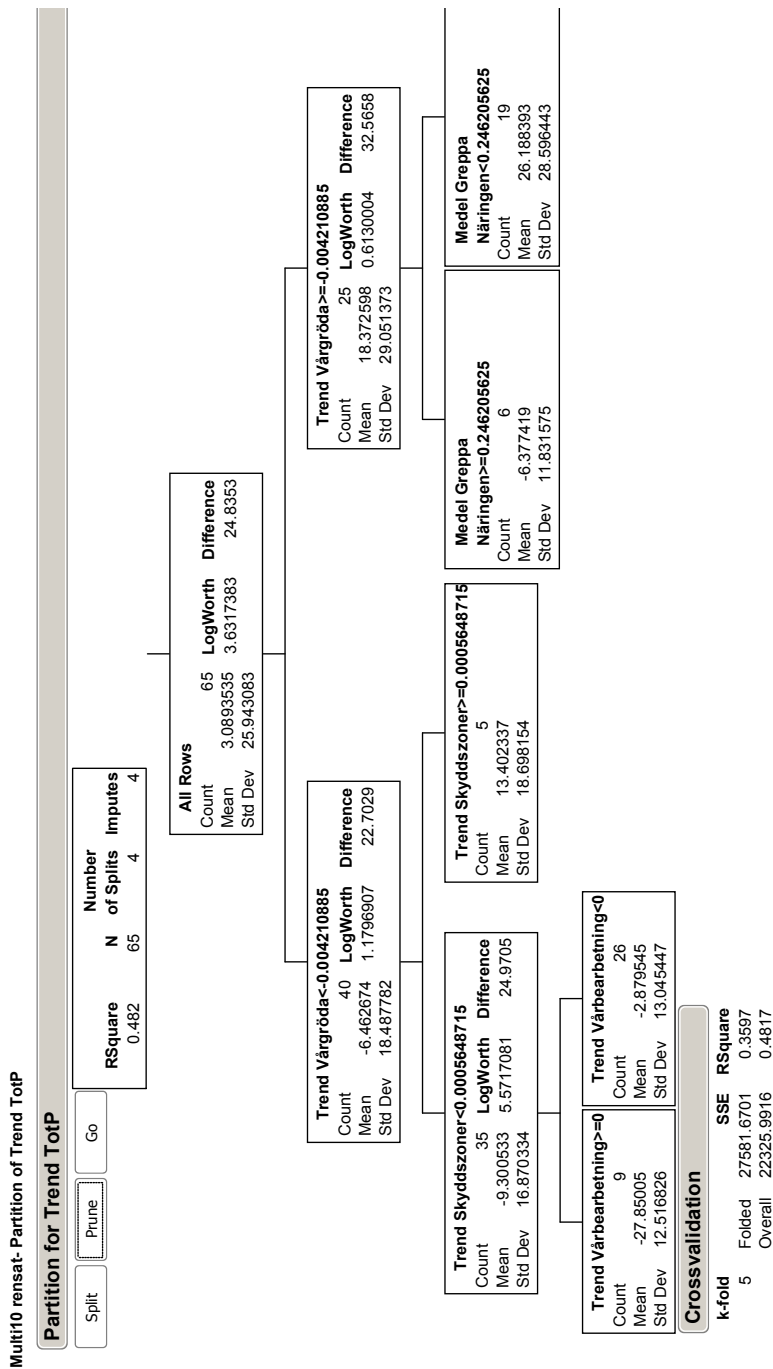 Multi10 rensat- Partition of Trend TotP
Partition for Trend TotP
Split Prune Go
RSquare N Number of Splits Imputes
0.482 65 4 4
All Rows
Count 65 LogWorth Difference
Mean 3.0893535 3.6317383 24.8353
Std Dev 25.943083
Trend Vårgröda<-0.004210885
Count 40 LogWorth Difference
Mean -6.462674 1.1796907 22.7029
Std Dev 18.487782
Trend Vårgröda>=-0.004210885
Count 25 LogWorth Difference
Mean 18.372598 0.6130004 32.5658
Std Dev 29.051373
Trend Skyddszoner<0.0005648715
Count 35 LogWorth Difference
Mean -9.300533 5.5717081 24.9705
Std Dev 16.870334
Trend Skyddszoner>=0.0005648715
Count 5
Mean 13.402337
Std Dev 18.698154
Medel Greppa
Näringen>=0.246205625
Count 6
Mean -6.377419
Std Dev 11.831575
Medel Greppa
Näringen<0.246205625
Count 19
Mean 26.188393
Std Dev 28.596443
Trend Vårbearbetning>=0
Count 9
Mean -27.85005
Std Dev 12.516826
Trend Vårbearbetning<0
Count 26
Mean -2.879545
Std Dev 13.045447
Crossvalidation
k-fold SSE RSquare
5 Folded 27581.6701 0.3597
Overall 22325.9916 0.4817